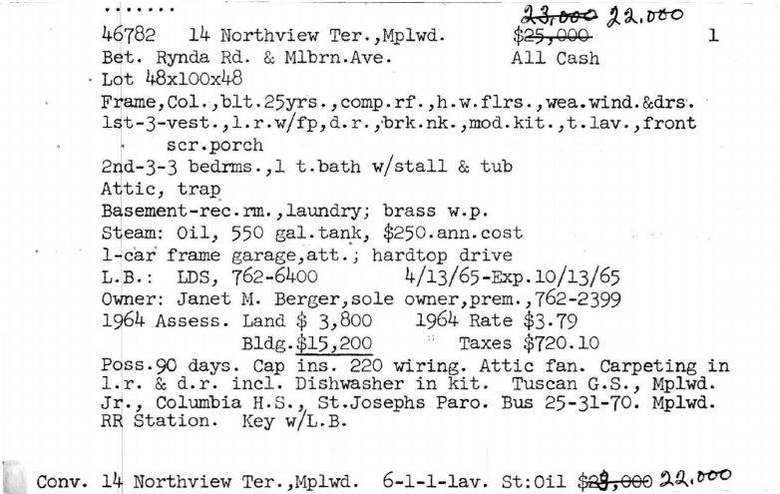 23,000 22,000
46782 14 Northview Ter.,Mplwd. $25,000 1
Bet. Rynda Rd. & Mlbrn.Ave. All Cash
Lot 48x100x48
Frame,Col.,blt.25yrs.,comp.rf.,h.w.flrs.,wea.wind.&drs.
1st-3-vest.,l.r.w/fp,d.r.,brk.nk.,mod.kit.,t.lav.,front
scr.porch
2nd-3-3 bedrms.,1 t.bath w/stall & tub
Attic, trap
Basement-rec.rm.,laundry; brass w.p.
Steam: Oil, 550 gal.tank, $250.ann.cost
1-car frame garage,att.; hardtop drive
L.B.: LDS, 762-6400 4/13/65-Exp.10/13/65
Owner: Janet M. Berger,sole owner,prem.,762-2399
1964 Assess. Land $ 3,800 1964 Rate $3.79
Bldg.$15,200 Taxes $720.10
Poss.90 days. Cap ins. 220 wiring. Attic fan. Carpeting in
l.r. & d.r. incl. Dishwasher in kit. Tuscan G.S., Mplwd.
Jr., Columbia H.S., St.Josephs Paro. Bus 25-31-70. Mplwd.
RR Station. Key w/L.B.
Conv. 14 Northview Ter.,Mplwd. 6-1-1-lav. St:Oil $23,000 22,000